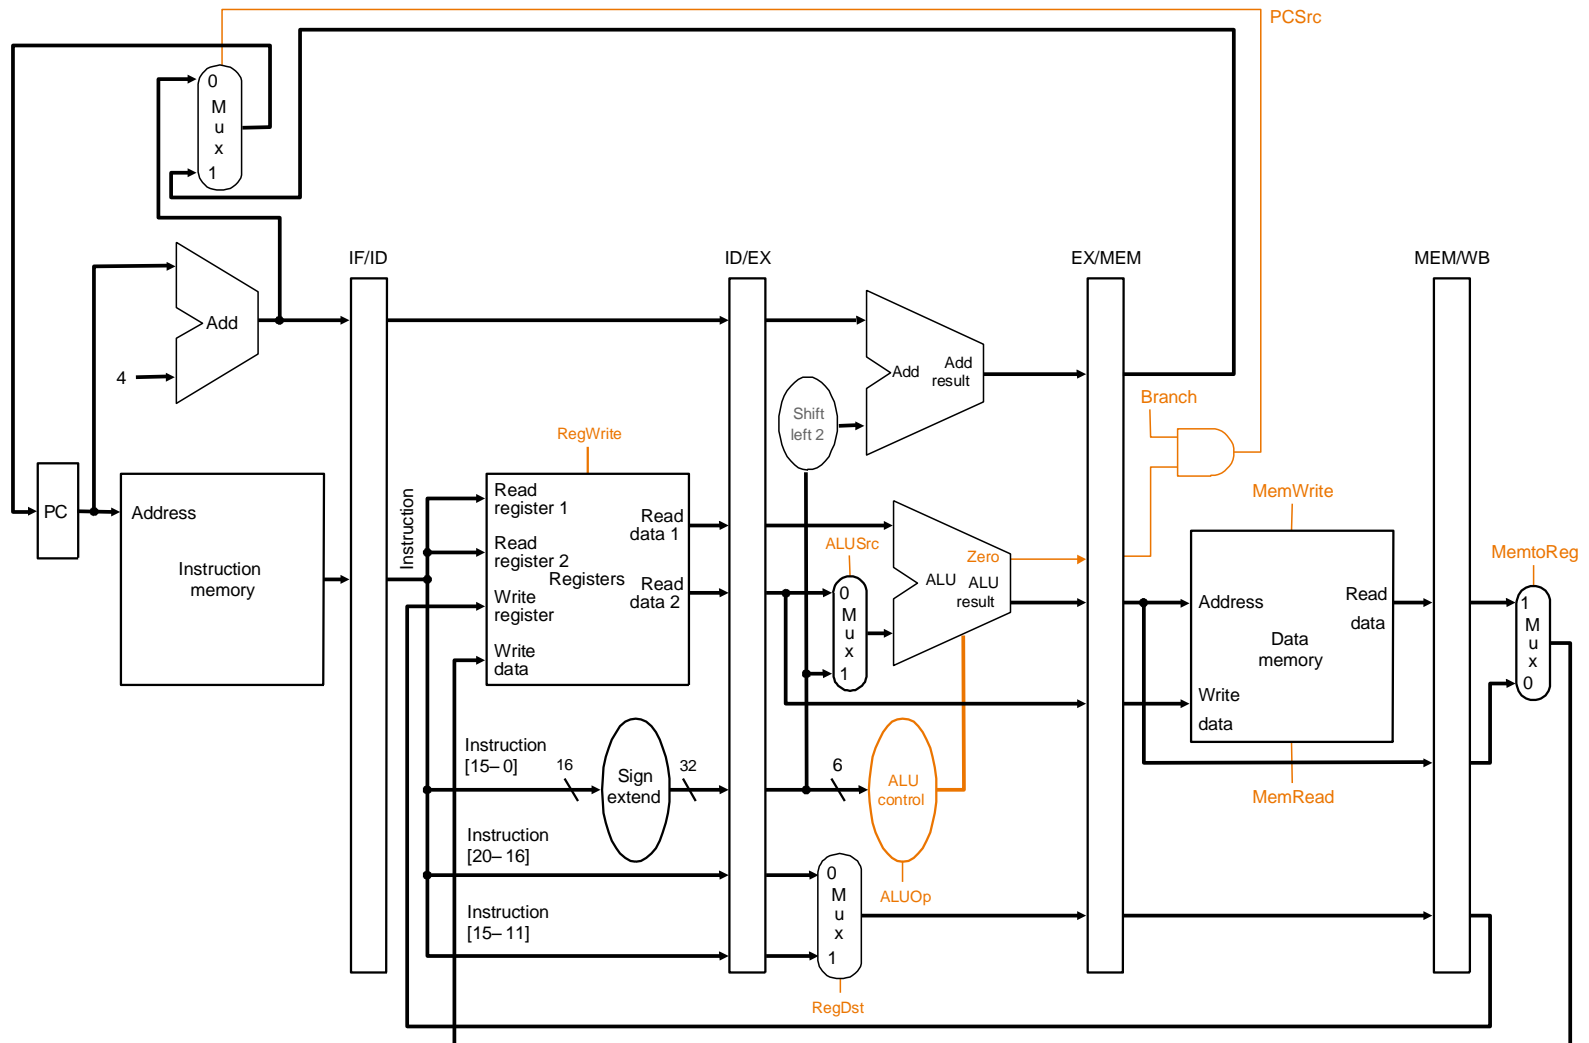 PCSrc
0
M
u
x
1
IF/ID
ID/EX
EX/MEM
MEM/WB
Add
4
Add
Add
result
Shift
left 2
Branch
RegWrite
PC
Address
Instruction
memory
Instruction
Read
register 1
Read
register 2
Write
register
Write
data
Registers
Read
data 1
Read
data 2
ALUSrc
0
M
u
x
1
Zero
ALU
ALU
result
MemWrite
Address
Read
data
Data
memory
Write
data
MemRead
MemtoReg
1
M
u
x
0
Instruction
[15– 0]
16
Sign
extend
32
6
ALU
control
ALUOp
Instruction
[20– 16]
Instruction
[15– 11]
0
M
u
x
1
RegDst